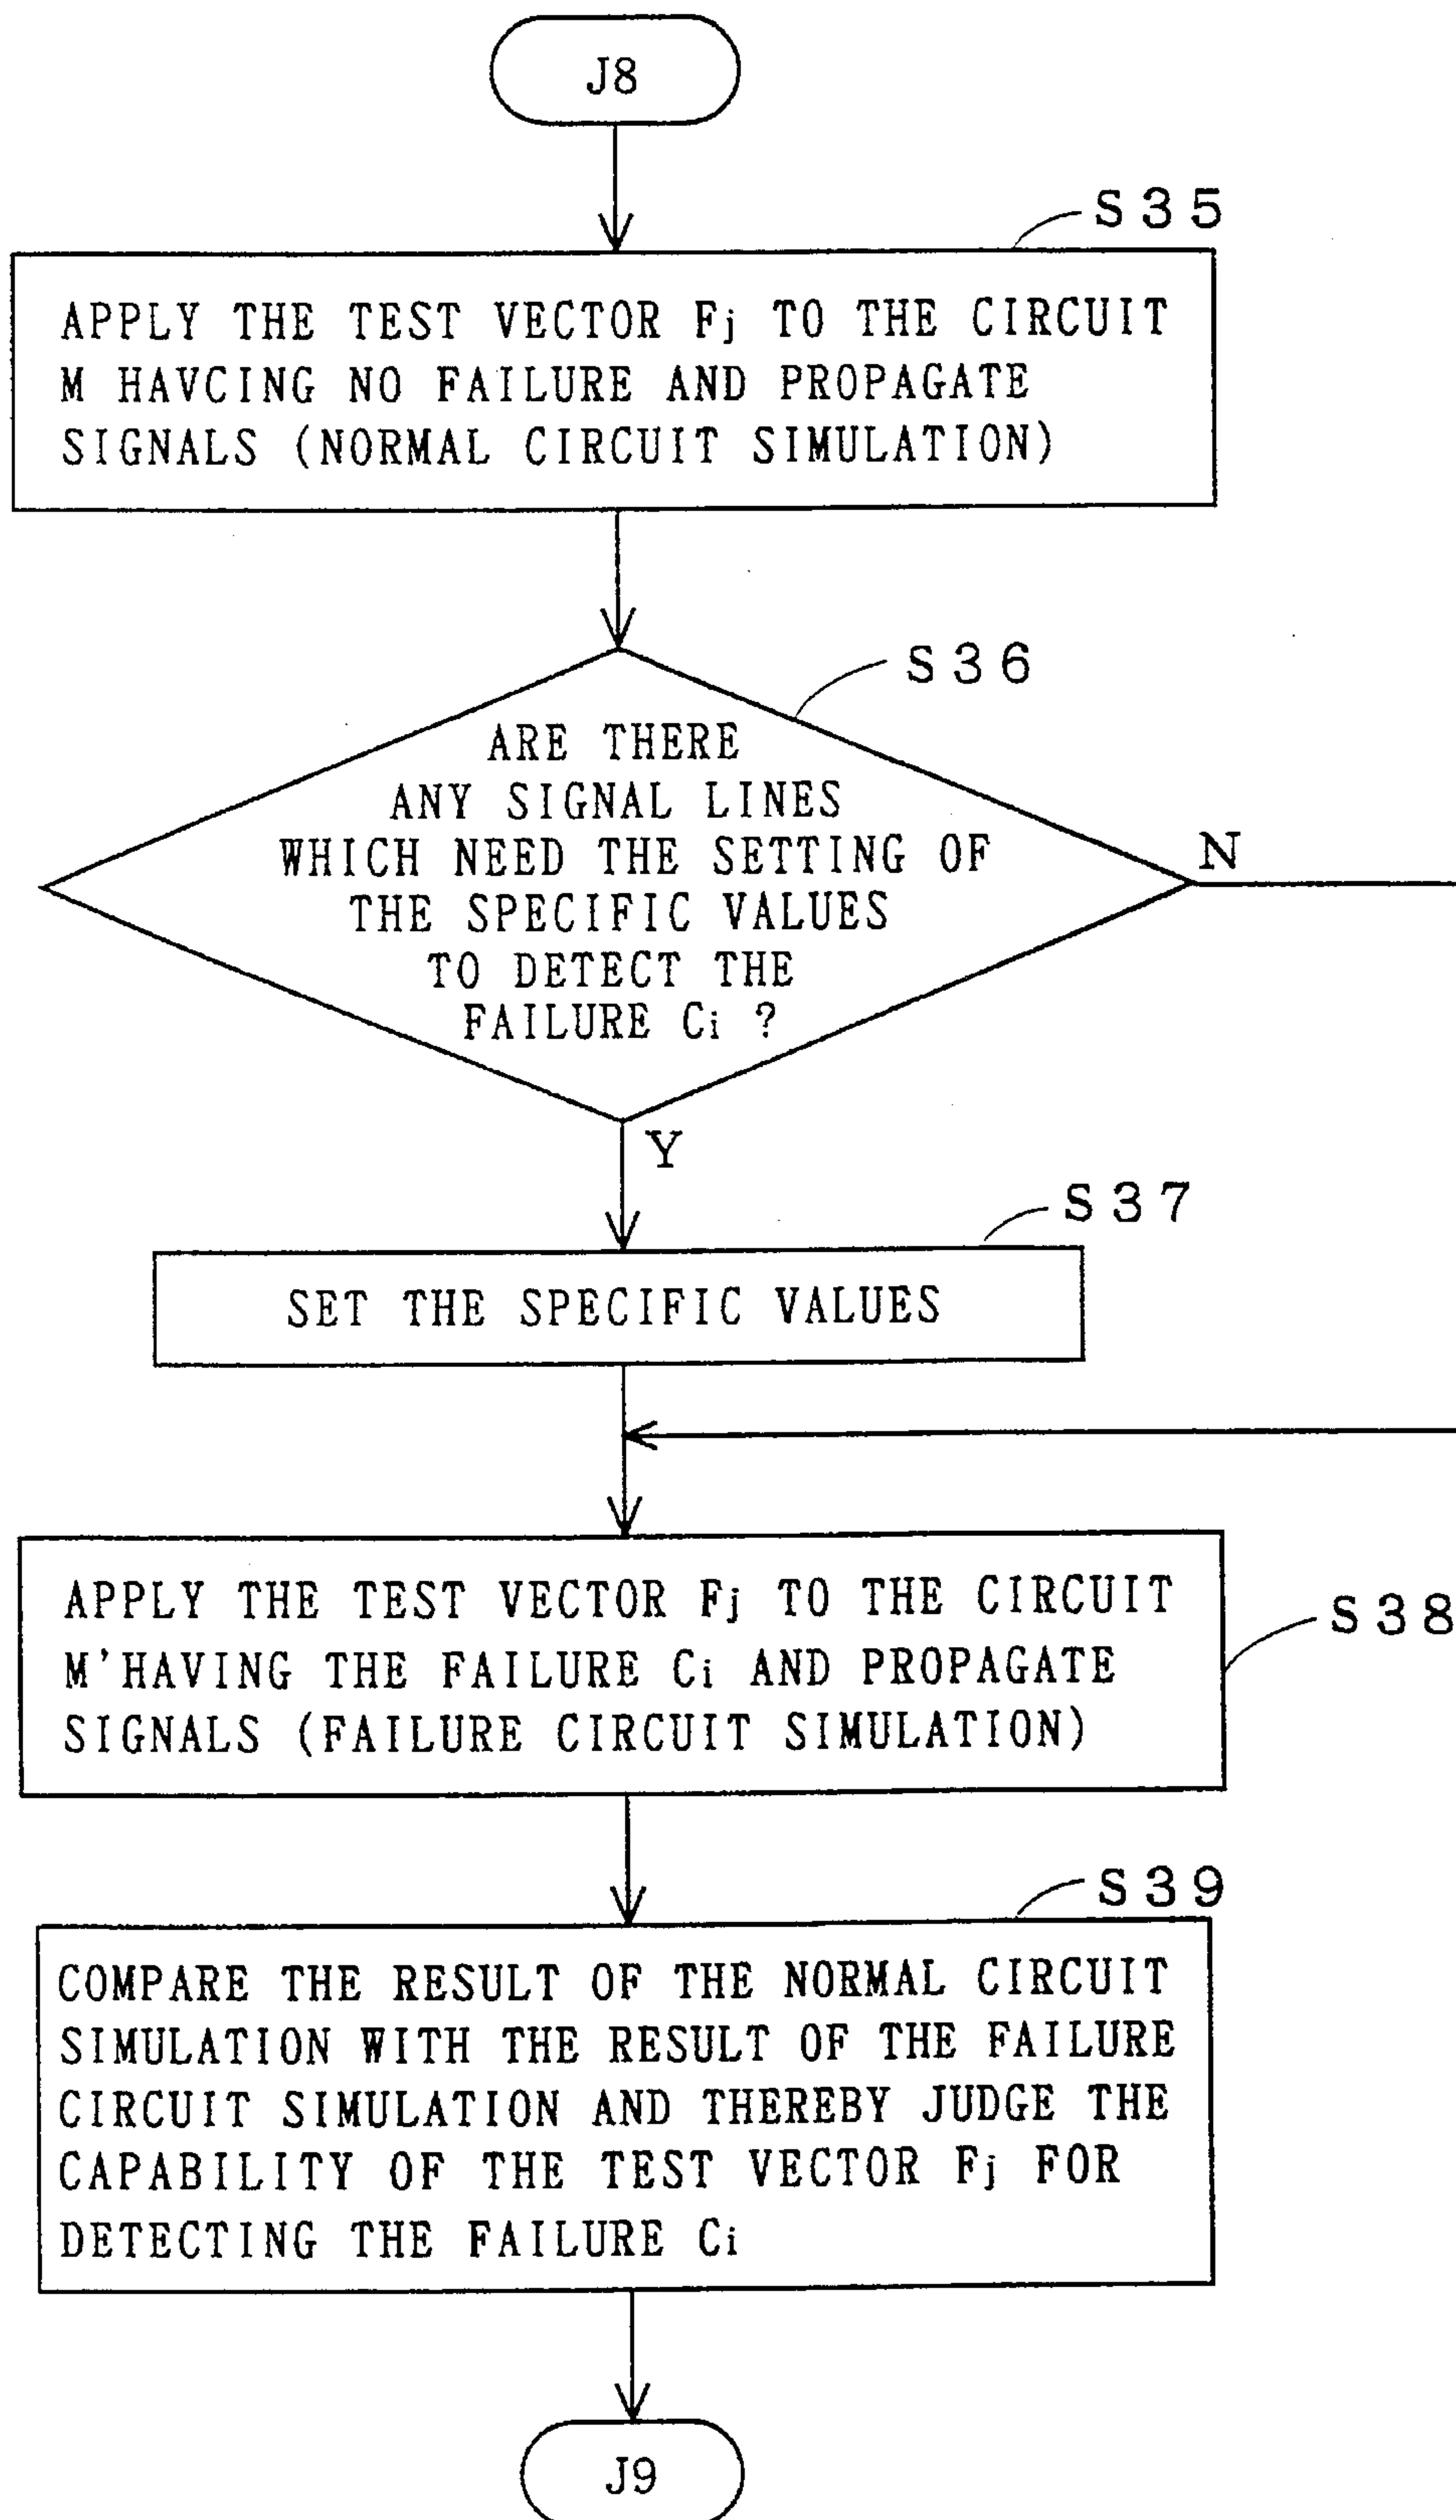 J8
S35
APPLY THE TEST VECTOR Fj TO THE CIRCUIT
M HAVCING NO FAILURE AND PROPAGATE
SIGNALS (NORMAL CIRCUIT SIMULATION)
S36
ARE THERE
ANY SIGNAL LINES
WHICH NEED THE SETTING OF
THE SPECIFIC VALUES
TO DETECT THE
FAILURE Ci ?
N
Y
S37
SET THE SPECIFIC VALUES
APPLY THE TEST VECTOR Fj TO THE CIRCUIT
M'HAVING THE FAILURE Ci AND PROPAGATE
SIGNALS (FAILURE CIRCUIT SIMULATION)
S38
S39
COMPARE THE RESULT OF THE NORMAL CIRCUIT
SIMULATION WITH THE RESULT OF THE FAILURE
CIRCUIT SIMULATION AND THEREBY JUDGE THE
CAPABILITY OF THE TEST VECTOR Fj FOR
DETECTING THE FAILURE Ci
J9